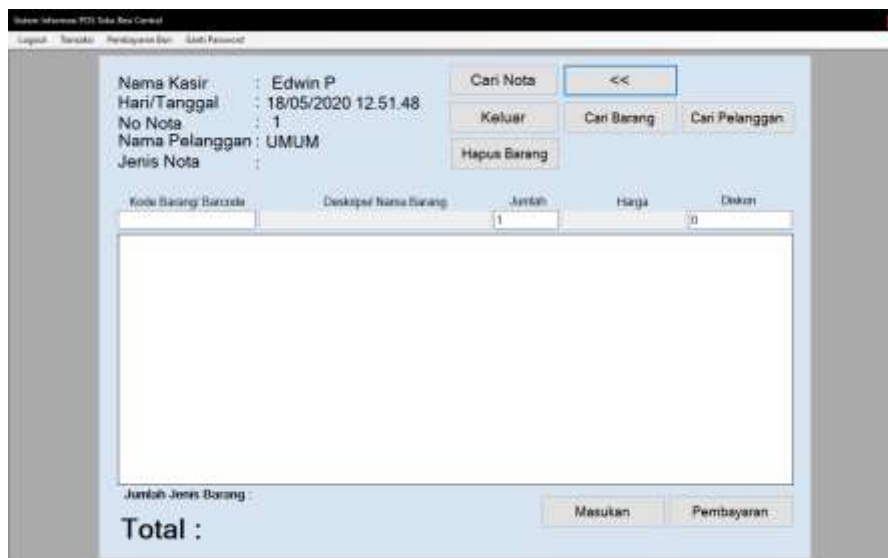 Sistem Informasi POS Toko Besi Central
Logout Transaksi Pembayaran Bon Ganti Password
Nama Kasir : Edwin P
Hari/Tanggal : 18/05/2020 12.51.48
No Nota : 1
Nama Pelanggan : UMUM
Jenis Nota :
Cari Nota <<
Keluar Cari Barang Cari Pelanggan
Hapus Barang
Kode Barang/ Barcode Deskripsi/ Nama Barang Jumlah Harga Diskon
1 0
Jumlah Jenis Barang :
Masukan Pembayaran
Total :